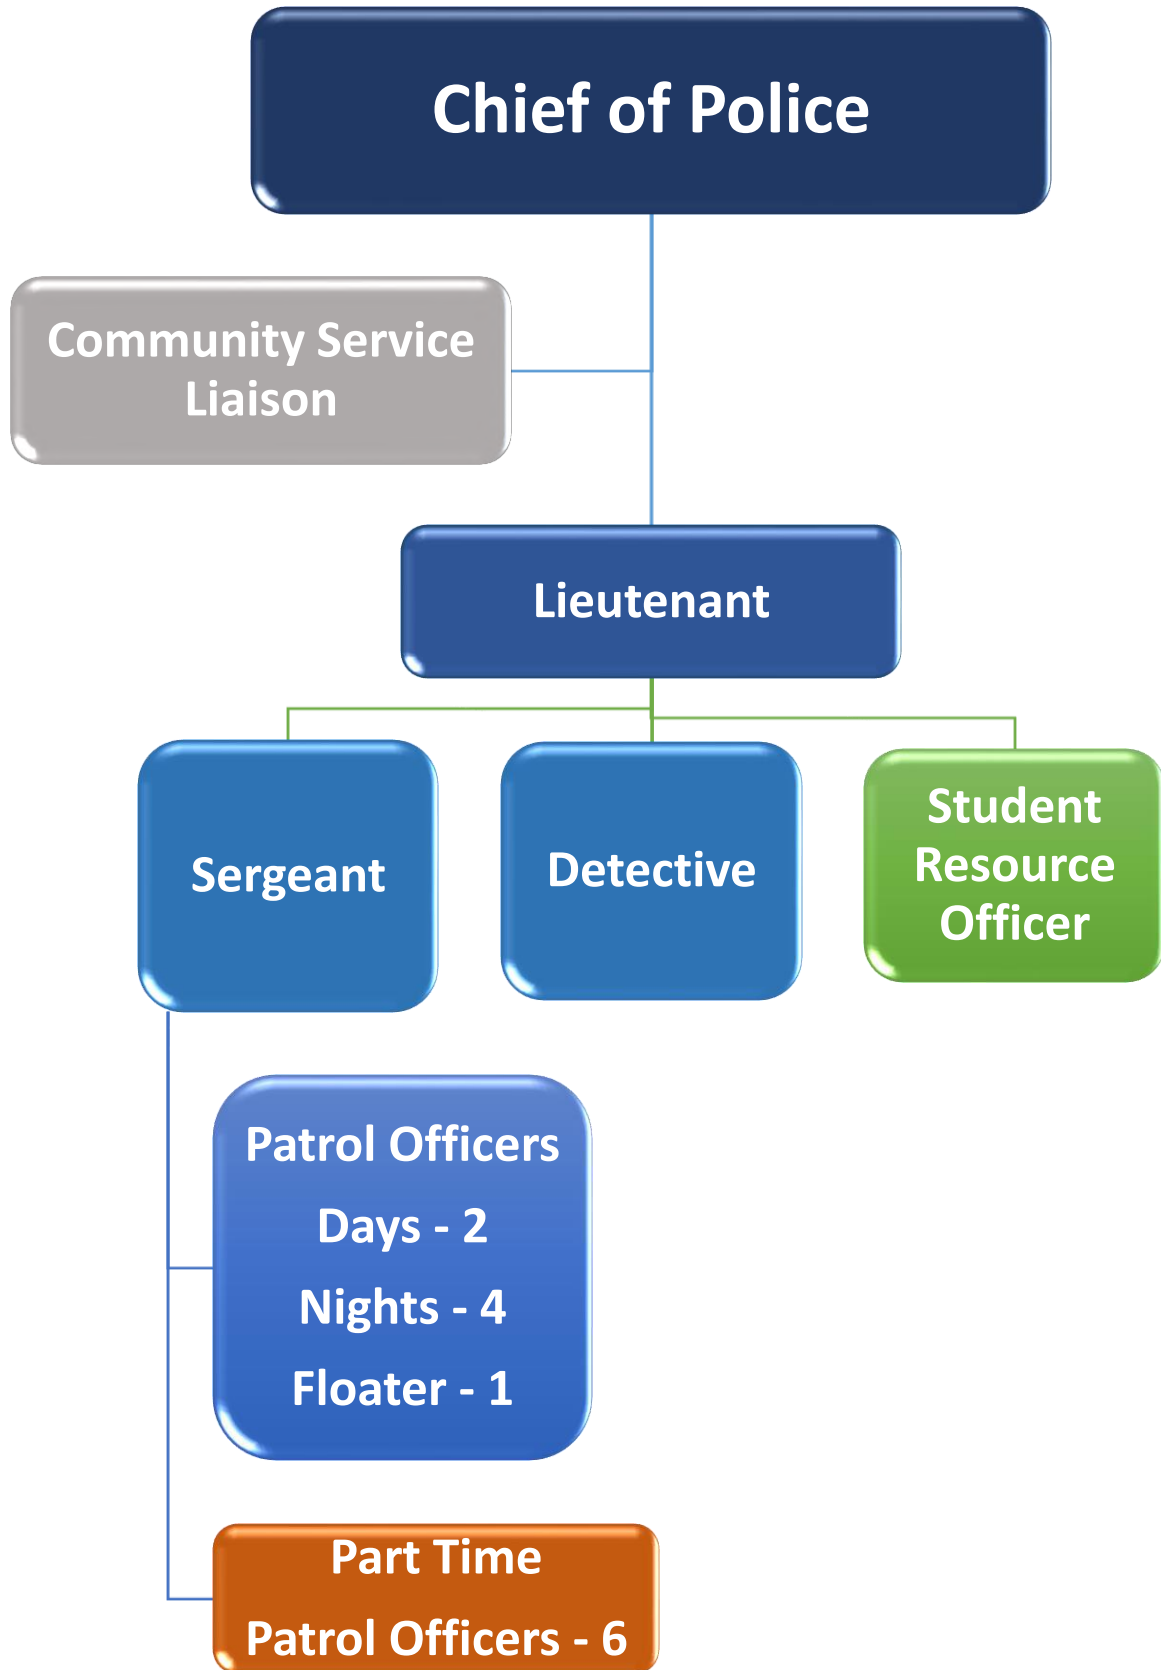 Chief of Police
Community Service
Liaison
Lieutenant
Sergeant
Detective
Student
Resource
Officer
Patrol Officers
Days - 2
Nights - 4
Floater - 1
Part Time
Patrol Officers - 6